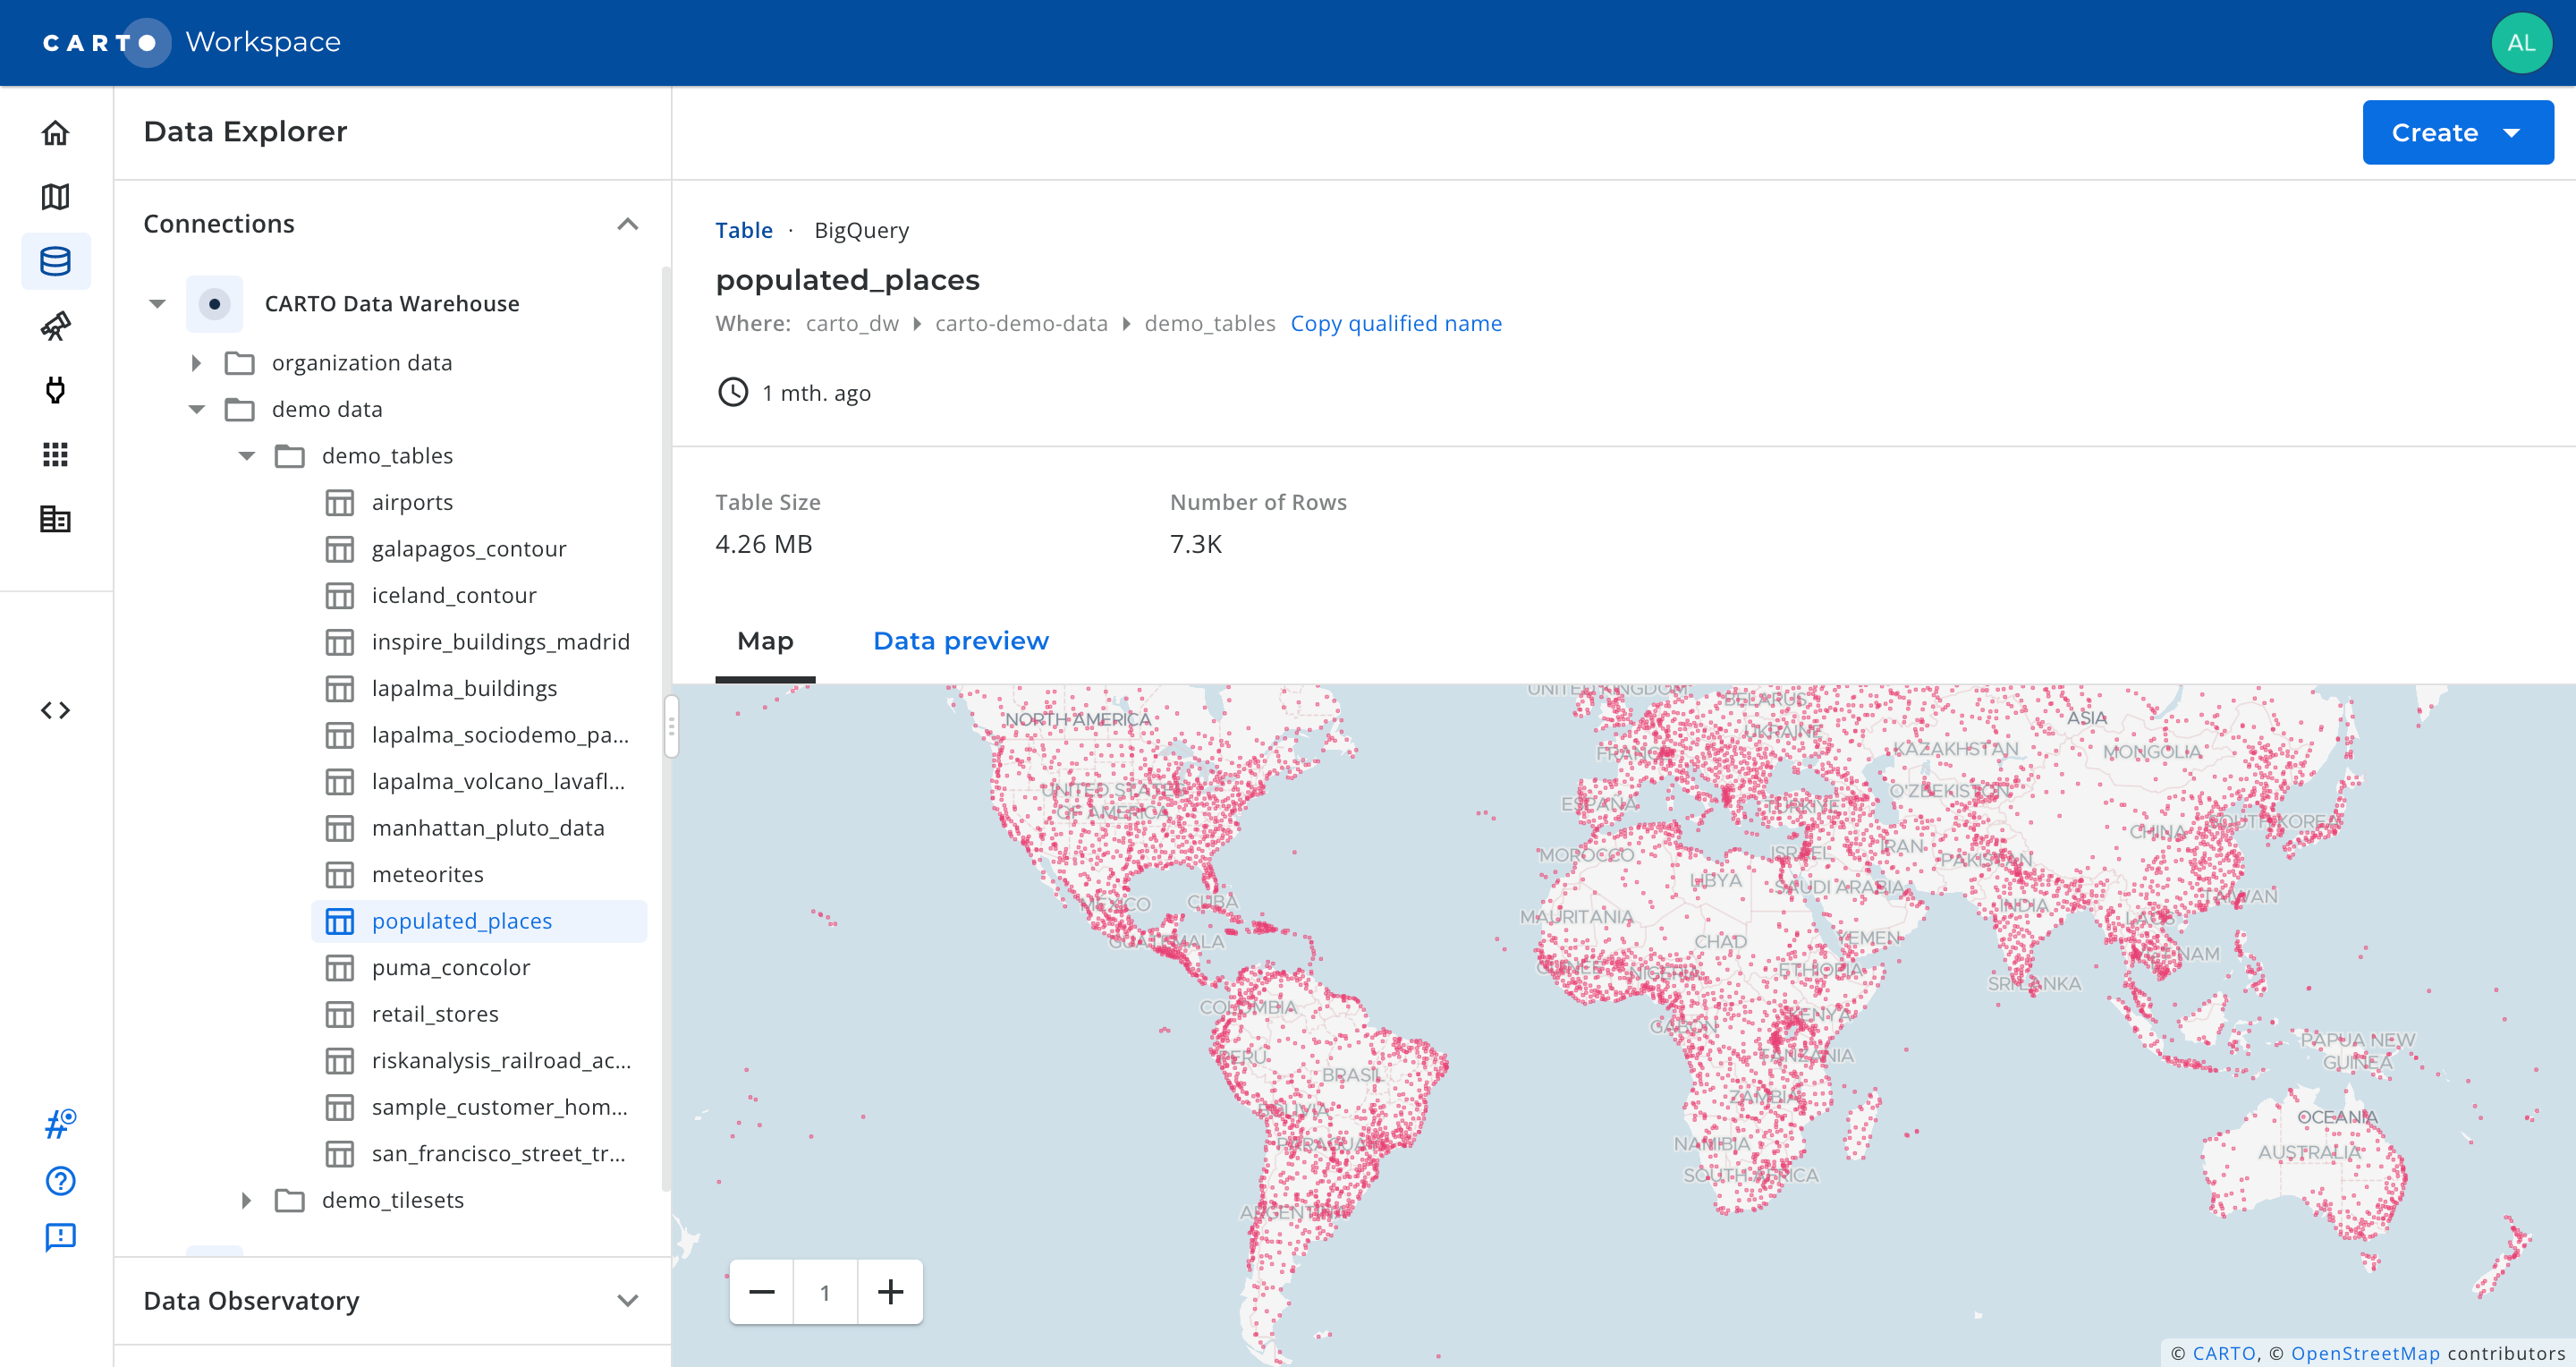 CARTO Workspace
AL
Data Explorer
Create
Connections
CARTO Data Warehouse
organization data
demo data
demo_tables
airports
galapagos_contour
iceland_contour
inspire_buildings_madrid
lapalma_buildings
lapalma_sociodemo_pa...
lapalma_volcano_lavafl...
manhattan_pluto_data
meteorites
populated_places
puma_concolor
retail_stores
riskanalysis_railroad_ac...
sample_customer_hom...
san_francisco_street_tr...
demo_tilesets
Data Observatory
Table · BigQuery
populated_places
Where: carto_dw carto-demo-data demo_tables Copy qualified name
1 mth. ago
Table Size
4.26 MB
Number of Rows
7.3K
Map
Data preview
UNITED KINGDOM
BELARUS
NORTH AMERICA
ASIA
UKRAINE
FRANCE
KAZAKHSTAN
MONGOLIA
UNITED STATES
OF AMERICA
ESPAÑA
TÜRKIYE
O'ZBEKISTON
CHINA
SOUTH KOREA
MOROCCO
ISRAEL
IRAN
PAKISTAN
LIBYA
SAUDI ARABIA
MÉXICO
CUBA
INDIA
TAIWAN
MAURITANIA
LAOS
GUATEMALA
CHAD
YEMEN
NAM
GUINEE
NIGERIA
ETHIOPIA
SRI LANKA
COLOMBIA
GABON
KENYA
PERU
TANZANIA
PAPUA NEW
GUINEA
BRASIL
BOLIVIA
ZAMBIA
OCEANIA
PARAGUAY
NAMIBIA
AUSTRALIA
SOUTH AFRICA
ARGENTINA
1
© CARTO, © OpenStreetMap contributors